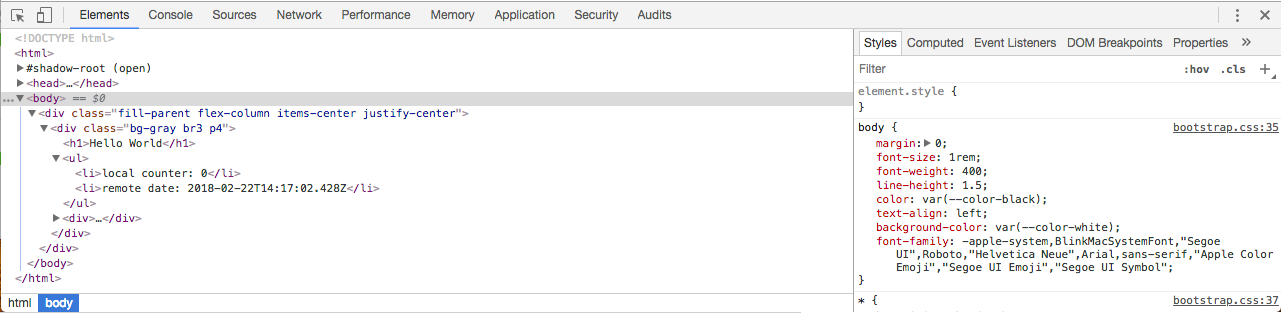 Elements Console Sources Network Performance Memory Application Security Audits
<!DOCTYPE html>
<html>
▶#shadow-root (open)
▶<head>…</head>
…▼<body> == $0
▼<div class="fill-parent flex-column items-center justify-center">
▼<div class="bg-gray br3 p4">
<h1>Hello World</h1>
▼<ul>
<li>local counter: 0</li>
<li>remote date: 2018-02-22T14:17:02.428Z</li>
</ul>
▶<div>…</div>
</div>
</div>
</body>
</html>
html body
Styles Computed Event Listeners DOM Breakpoints Properties »
Filter :hov .cls +
element.style {
}
body { bootstrap.css:35
margin:▶ 0;
font-size: 1rem;
font-weight: 400;
line-height: 1.5;
color: var(--color-black);
text-align: left;
background-color: var(--color-white);
font-family: -apple-system,BlinkMacSystemFont,"Segoe
UI",Roboto,"Helvetica Neue",Arial,sans-serif,"Apple Color
Emoji","Segoe UI Emoji","Segoe UI Symbol";
}
* { bootstrap.css:37